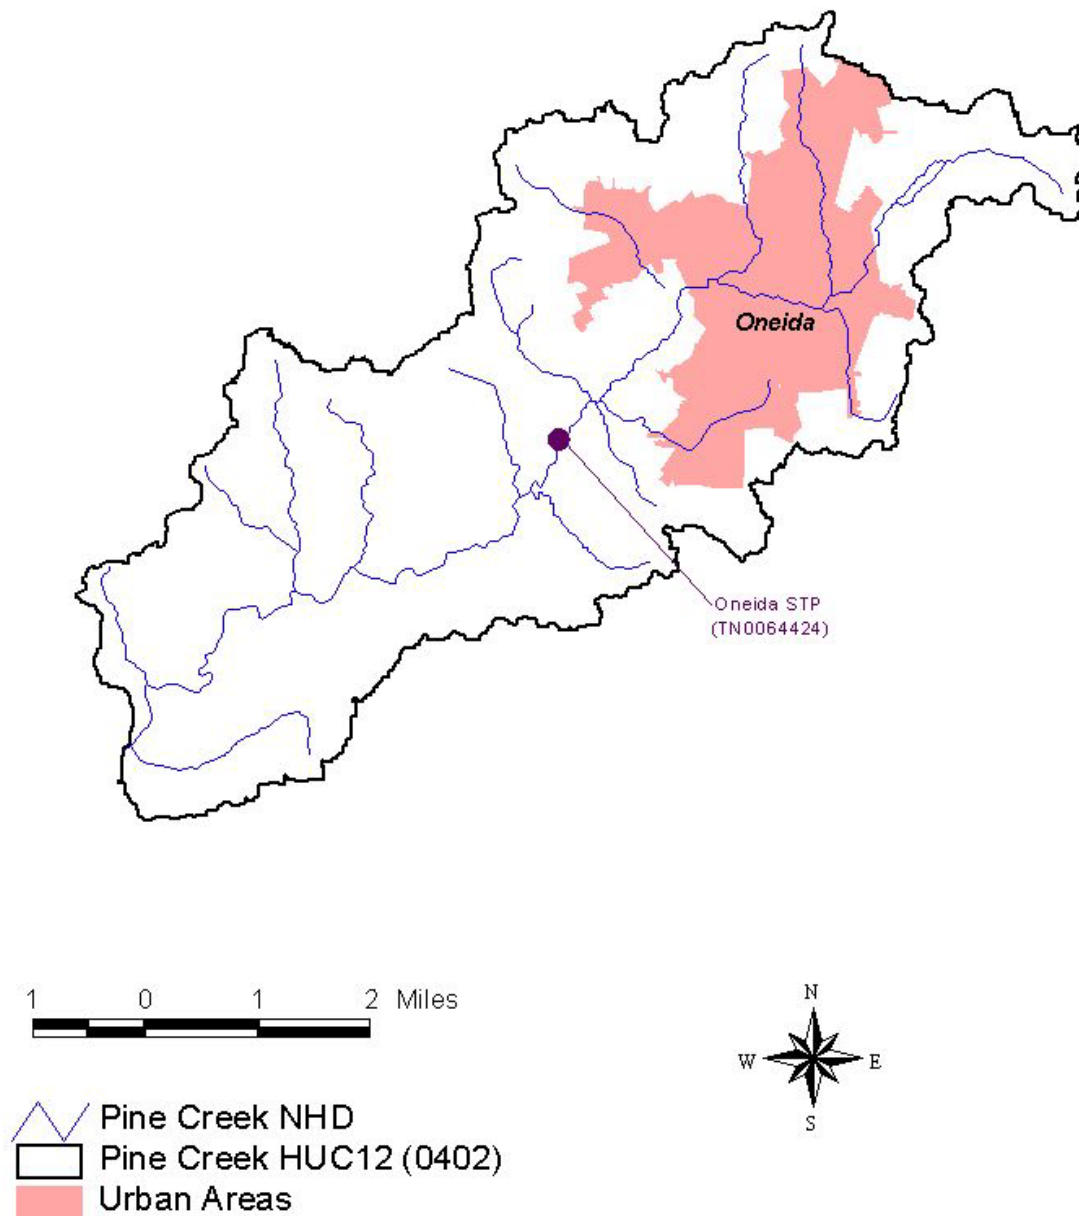 Oneida
Oneida STP
(TN0064424)
1 0 1 2 Miles
N
W E
S
Pine Creek NHD
Pine Creek HUC12 (0402)
Urban Areas